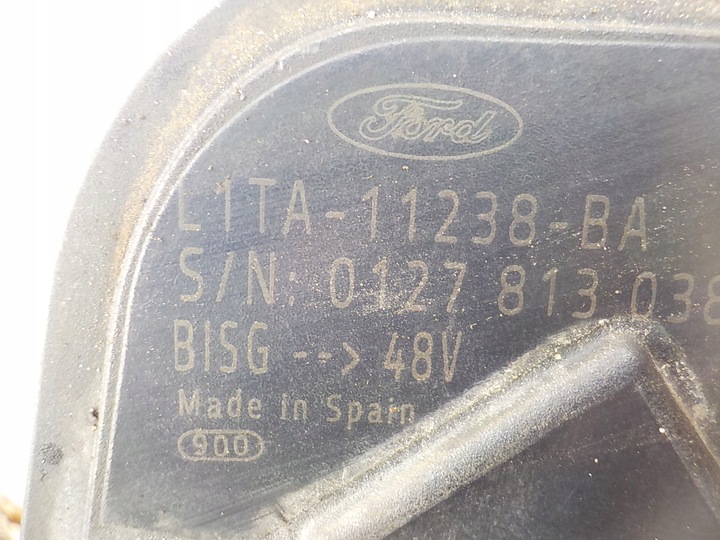 Ford
L1TA-11238-BA
S/N: 0127 813 038
BISG --> 48V
Made in Spain
900